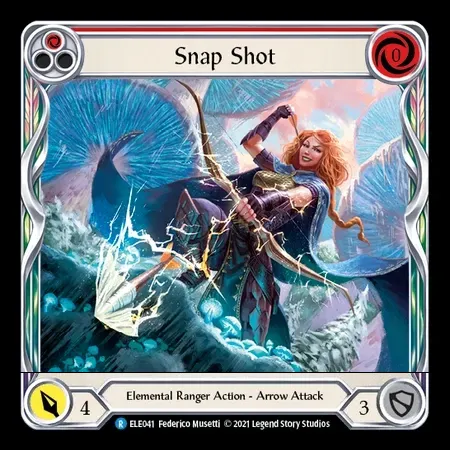 Snap Shot
0
4
Elemental Ranger Action - Arrow Attack
3
R ELE041 Federico Musetti © 2021 Legend Story Studios